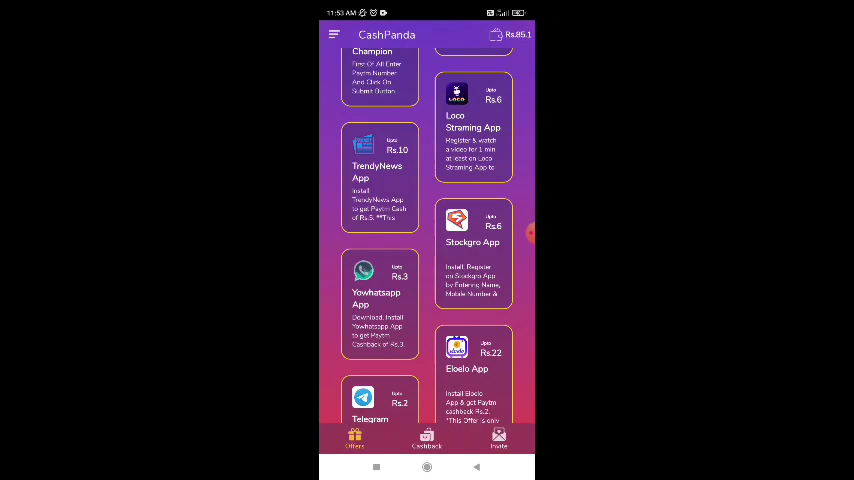 11:53 AM
CashPanda
Rs.85.1
Champion
First Of All Enter
Paytm Number
And Click On
Submit Button.
Upto
Rs.10
TrendyNews
App
Install
TrendyNews App
to get Paytm Cash
of Rs.5. **This
Upto
Rs.3
Yowhatsapp
App
Download, Install
Yowhatsapp App
to get Paytm
Cashback of Rs.3.
Upto
Rs.2
Telegram
LOCO
Upto
Rs.6
Loco
Straming App
Register & watch
a video for 1 min
at least on Loco
Straming App to
Upto
Rs.6
Stockgro App
Install, Register
on Stockgro App
by Entering Name,
Mobile Number &
Upto
Rs.22
Eloelo App
Install Eloelo
App & get Paytm
cashback Rs.2.
*This Offer is only
Offers
Cashback
Invite